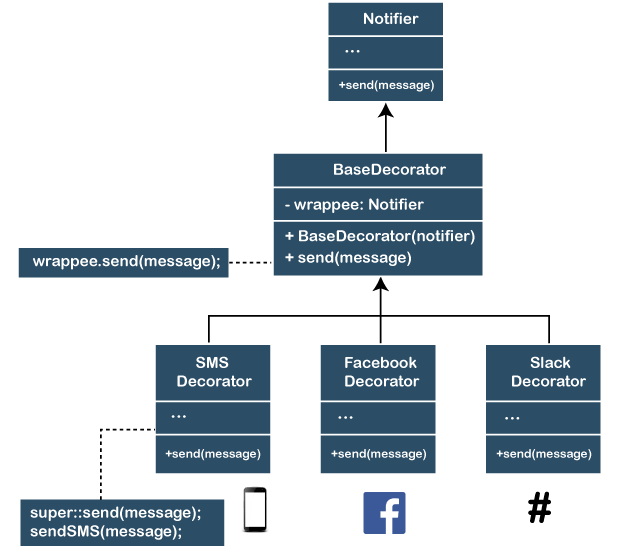 Notifier
...
+send(message)
BaseDecorator
- wrappee: Notifier
+ BaseDecorator(notifier)
+ send(message)
wrappee.send(message);
SMS
Decorator
...
+send(message)
Facebook
Decorator
...
+send(message)
Slack
Decorator
...
+send(message)
super::send(message);
sendSMS(message);
f
#